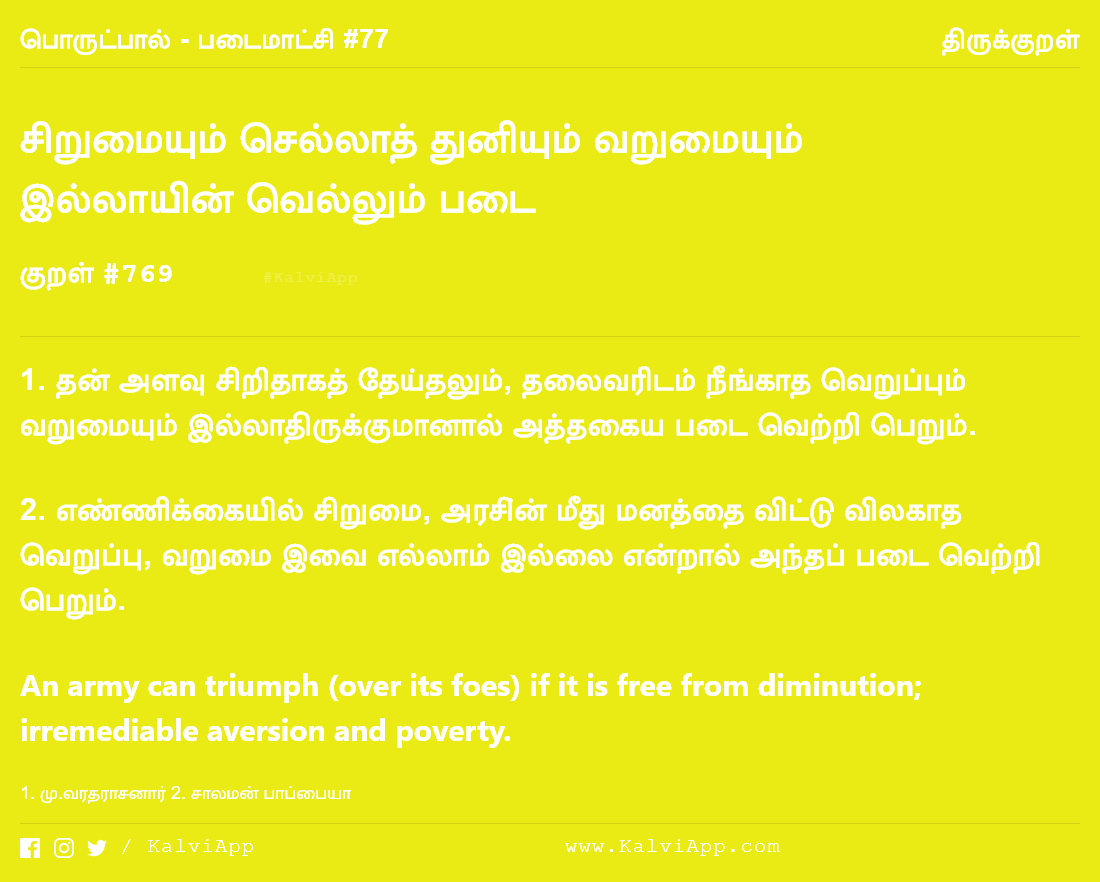 பொருட்பால் - படைமாட்சி #77
திருக்குறள்
சிறுமையும் செல்லாத் துனியும் வறுமையும்
இல்லாயின் வெல்லும் படை
குறள் #769
#KalviApp
1. தன் அளவு சிறிதாகத் தேய்தலும், தலைவரிடம் நீங்காத வெறுப்பும்
வறுமையும் இல்லாதிருக்குமானால் அத்தகைய படை வெற்றி பெறும்.
2. எண்ணிக்கையில் சிறுமை, அரசின் மீது மனத்தை விட்டு விலகாத
வெறுப்பு, வறுமை இவை எல்லாம் இல்லை என்றால் அந்தப் படை வெற்றி
பெறும்.
An army can triumph (over its foes) if it is free from diminution;
irremediable aversion and poverty.
1. மு.வரதராசனார் 2. சாலமன் பாப்பையா
/ KalviApp
www.KalviApp.com